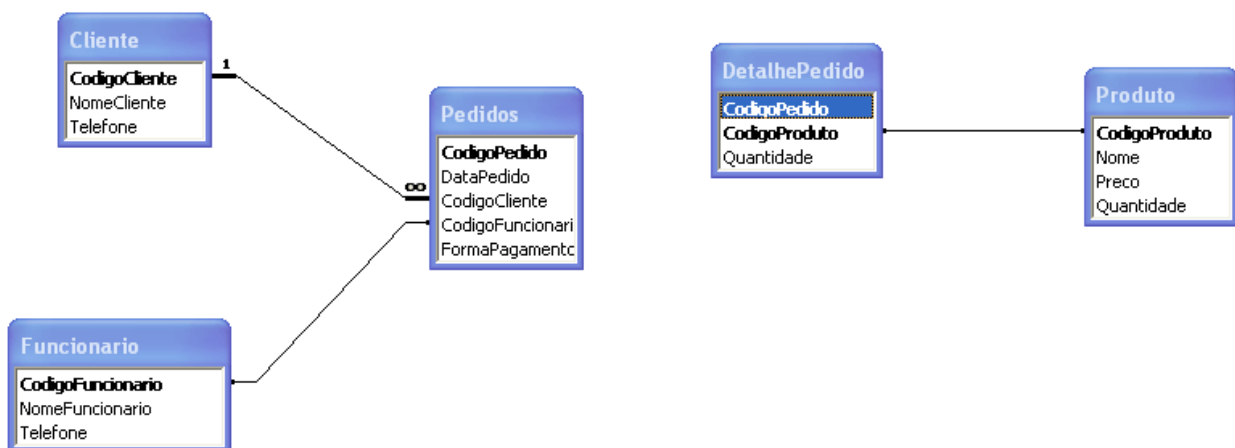 Cliente
CodigoCliente
NomeCliente
Telefone
1
∞
Pedidos
CodigoPedido
DataPedido
CodigoCliente
CodigoFuncionari
FormaPagamento
Funcionario
CodigoFuncionario
NomeFuncionario
Telefone
DetalhePedido
CodigoPedido
CodigoProduto
Quantidade
Produto
CodigoProduto
Nome
Preco
Quantidade